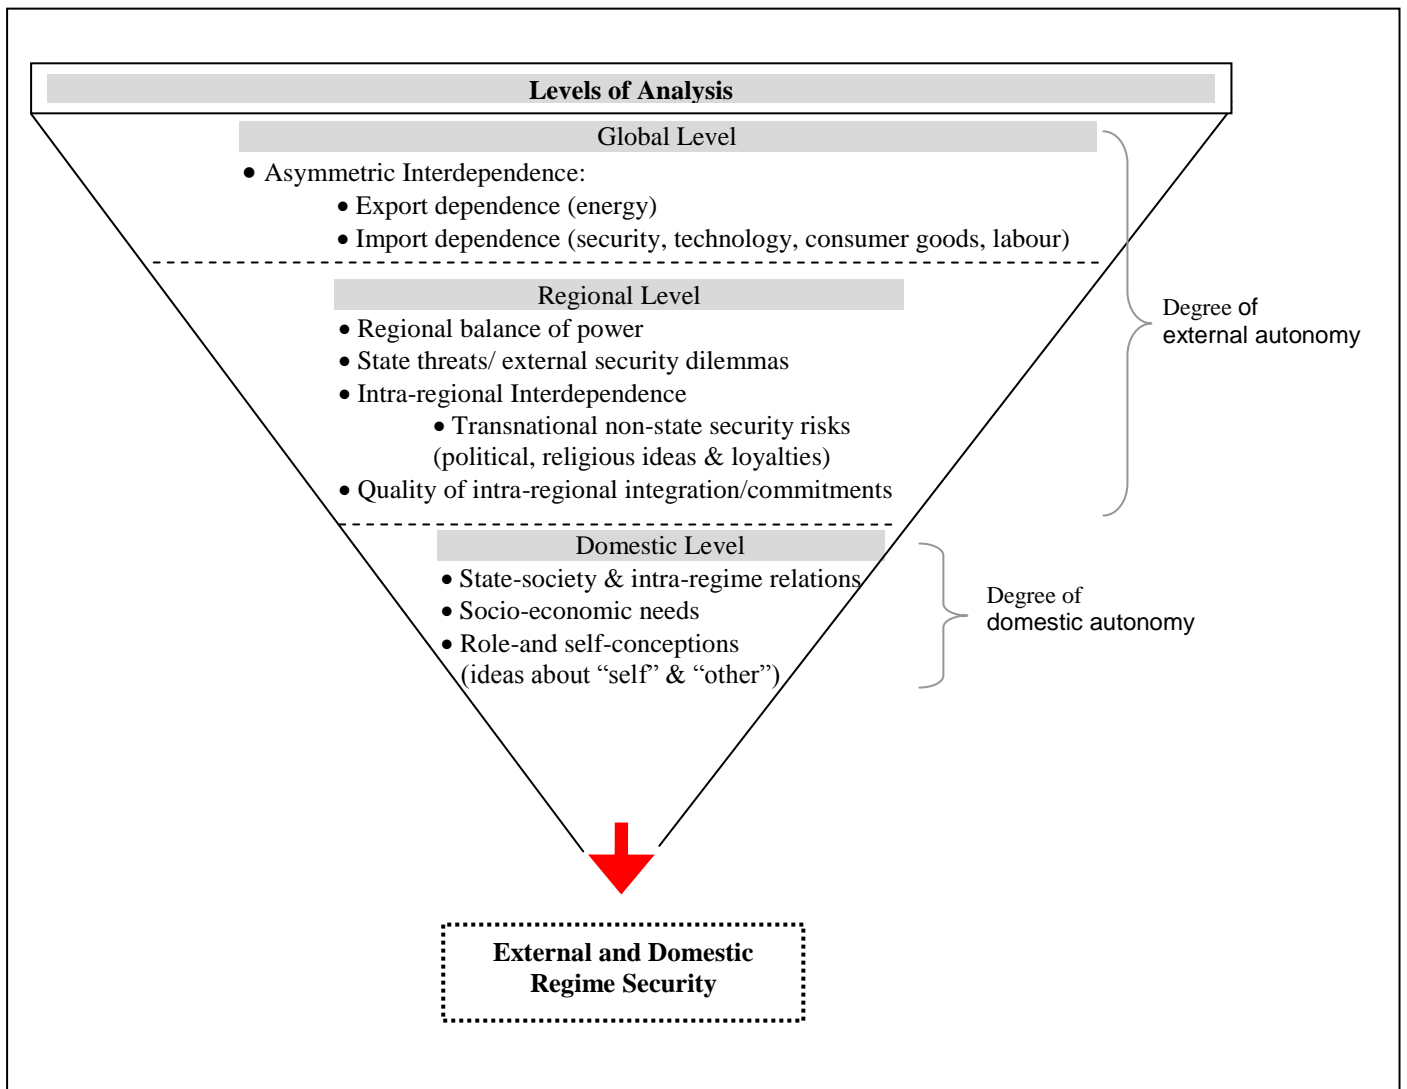 Levels of Analysis
Global Level
• Asymmetric Interdependence:
• Export dependence (energy)
• Import dependence (security, technology, consumer goods, labour)
Regional Level
• Regional balance of power
• State threats/ external security dilemmas
• Intra-regional Interdependence
• Transnational non-state security risks
(political, religious ideas & loyalties)
• Quality of intra-regional integration/commitments
Degree of
external autonomy
Domestic Level
• State-society & intra-regime relations
• Socio-economic needs
• Role-and self-conceptions
(ideas about “self” & “other”)
Degree of
domestic autonomy
External and Domestic
Regime Security